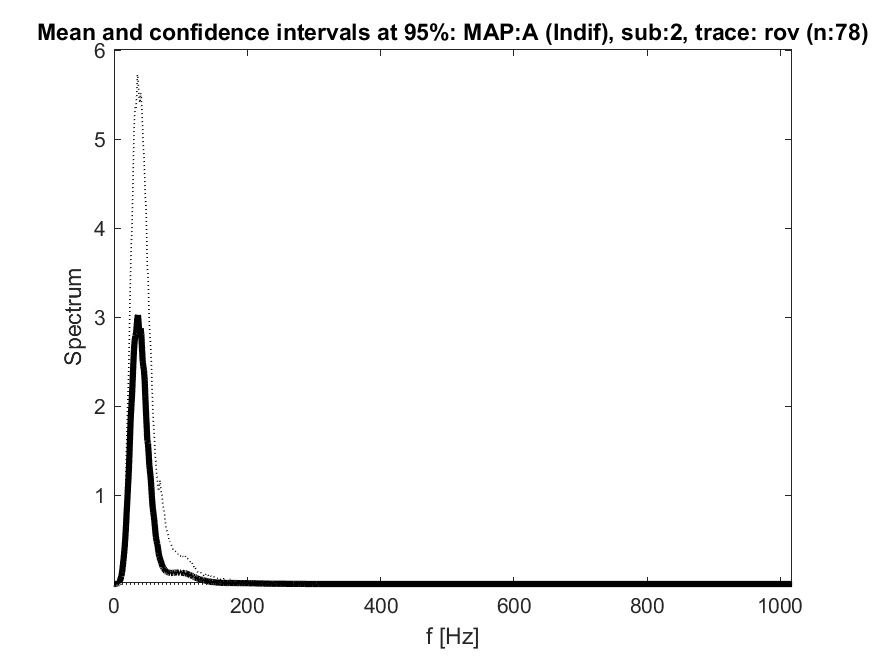 Mean and confidence intervals at 95%: MAP:A (Indif), sub:2, trace: rov (n:78)
6
5
4
3
2
1
Spectrum
0 200 400 600 800 1000
f [Hz]